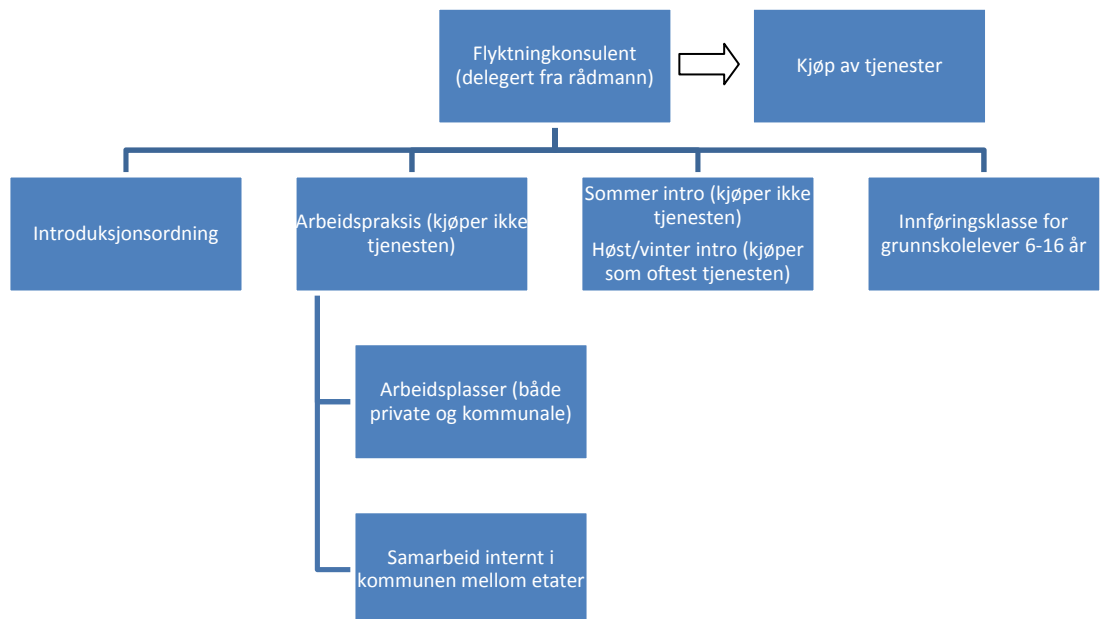 Flyktningkonsulent
(delegert fra rådmann)
Kjøp av tjenester
Introduksjonsordning
Arbeidspraksis (kjøper ikke
tjenesten)
Sommer intro (kjøper ikke
tjenesten)
Høst/vinter intro (kjøper
som oftest tjenesten)
Innføringsklasse for
grunnskolelever 6-16 år
Arbeidsplasser (både
private og kommunale)
Samarbeid internt i
kommunen mellom etater